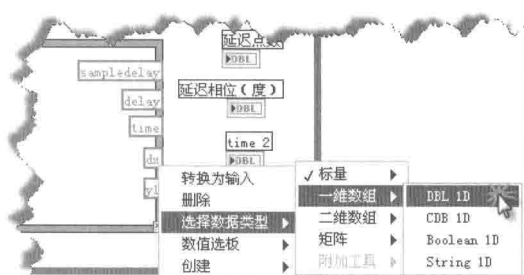 延迟点数
DBL
sampledelay
延迟相位(度)
DBL
delay
time
time 2
DBL
dx
y1
转换为输入
删除
选择数据类型
数值选板
创建
✓ 标量
一维数组
二维数组
矩阵
附加工具
DBL 1D
CDB 1D
Boolean 1D
String 1D